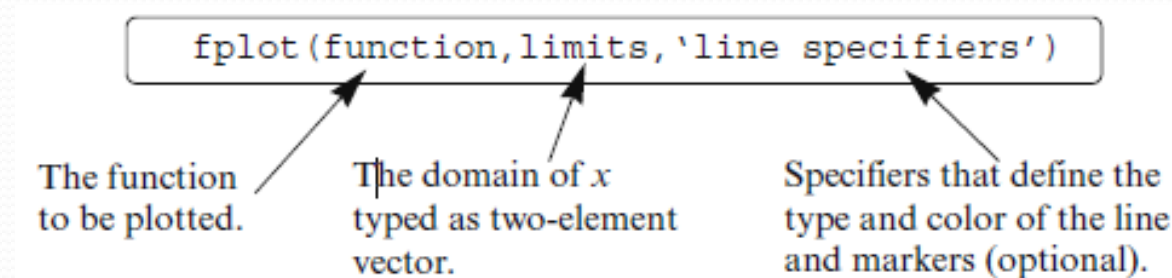 fplot(function,limits,‘line specifiers’)
The function
to be plotted.
The domain of x
typed as two-element
vector.
Specifiers that define the
type and color of the line
and markers (optional).